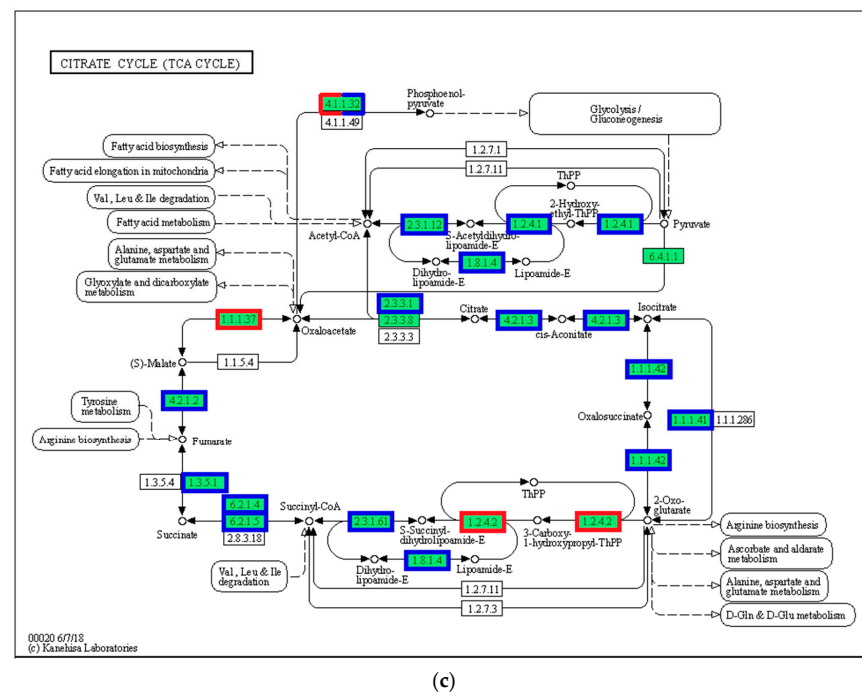 CITRATE CYCLE (TCA CYCLE)
4.1.1.32
4.1.1.49
Phosphoenol-
pyruvate
Glycolysis /
Gluconeogenesis
Fatty acid biosynthesis
Fatty acid elongation in mitochondria
Val, Leu & Ile degradation
Fatty acid metabolism
Alanine, aspartate and
glutamate metabolism
Glyoxylate and dicarboxylate
metabolism
1.2.7.1
1.2.7.11
ThPP
2-Hydroxy-
ethyl-ThPP
Acetyl-CoA
2.3.1.12
S-Acetyldihydro-
lipoamide-E
1.2.4.1
1.2.4.1
Pyruvate
Dihydro-
lipoamide-E
1.8.1.4
Lipoamide-E
6.4.1.1
1.1.1.37
Oxaloacetate
2.3.3.1
2.3.3.8
2.3.3.3
Citrate
4.2.1.3
cis-Aconitate
4.2.1.3
Isocitrate
(S)-Malate
1.1.5.4
1.1.1.42
4.2.1.2
Tyrosine
metabolism
Arginine biosynthesis
Fumarate
Oxalosuccinate
1.1.1.41
1.1.1.286
1.1.1.42
1.3.5.4
1.3.5.1
6.2.1.4
6.2.1.5
2.8.3.18
Succinate
Succinyl-CoA
2.3.1.61
S-Succinyl-
dihydrolipoamide-E
1.2.4.2
ThPP
3-Carboxy-
1-hydroxypropyl-ThPP
1.2.4.2
2-Oxo-
glutarate
Val, Leu & Ile
degradation
Dihydro-
lipoamide-E
1.8.1.4
Lipoamide-E
1.2.7.11
1.2.7.3
Arginine biosynthesis
Ascorbate and aldarate
metabolism
Alanine, aspartate and
glutamate metabolism
D-Gln & D-Glu metabolism
00020 6/7/18
(c) Kanehisa Laboratories
(c)